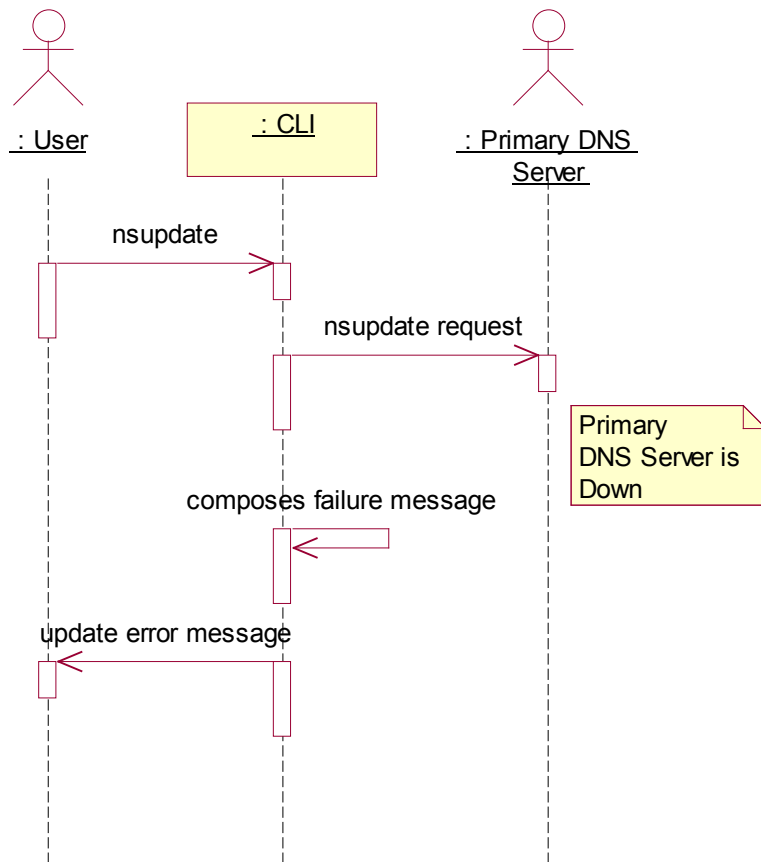 : User
: CLI
: Primary DNS
Server
nsupdate
nsupdate request
Primary
DNS Server is
Down
composes failure message
update error message